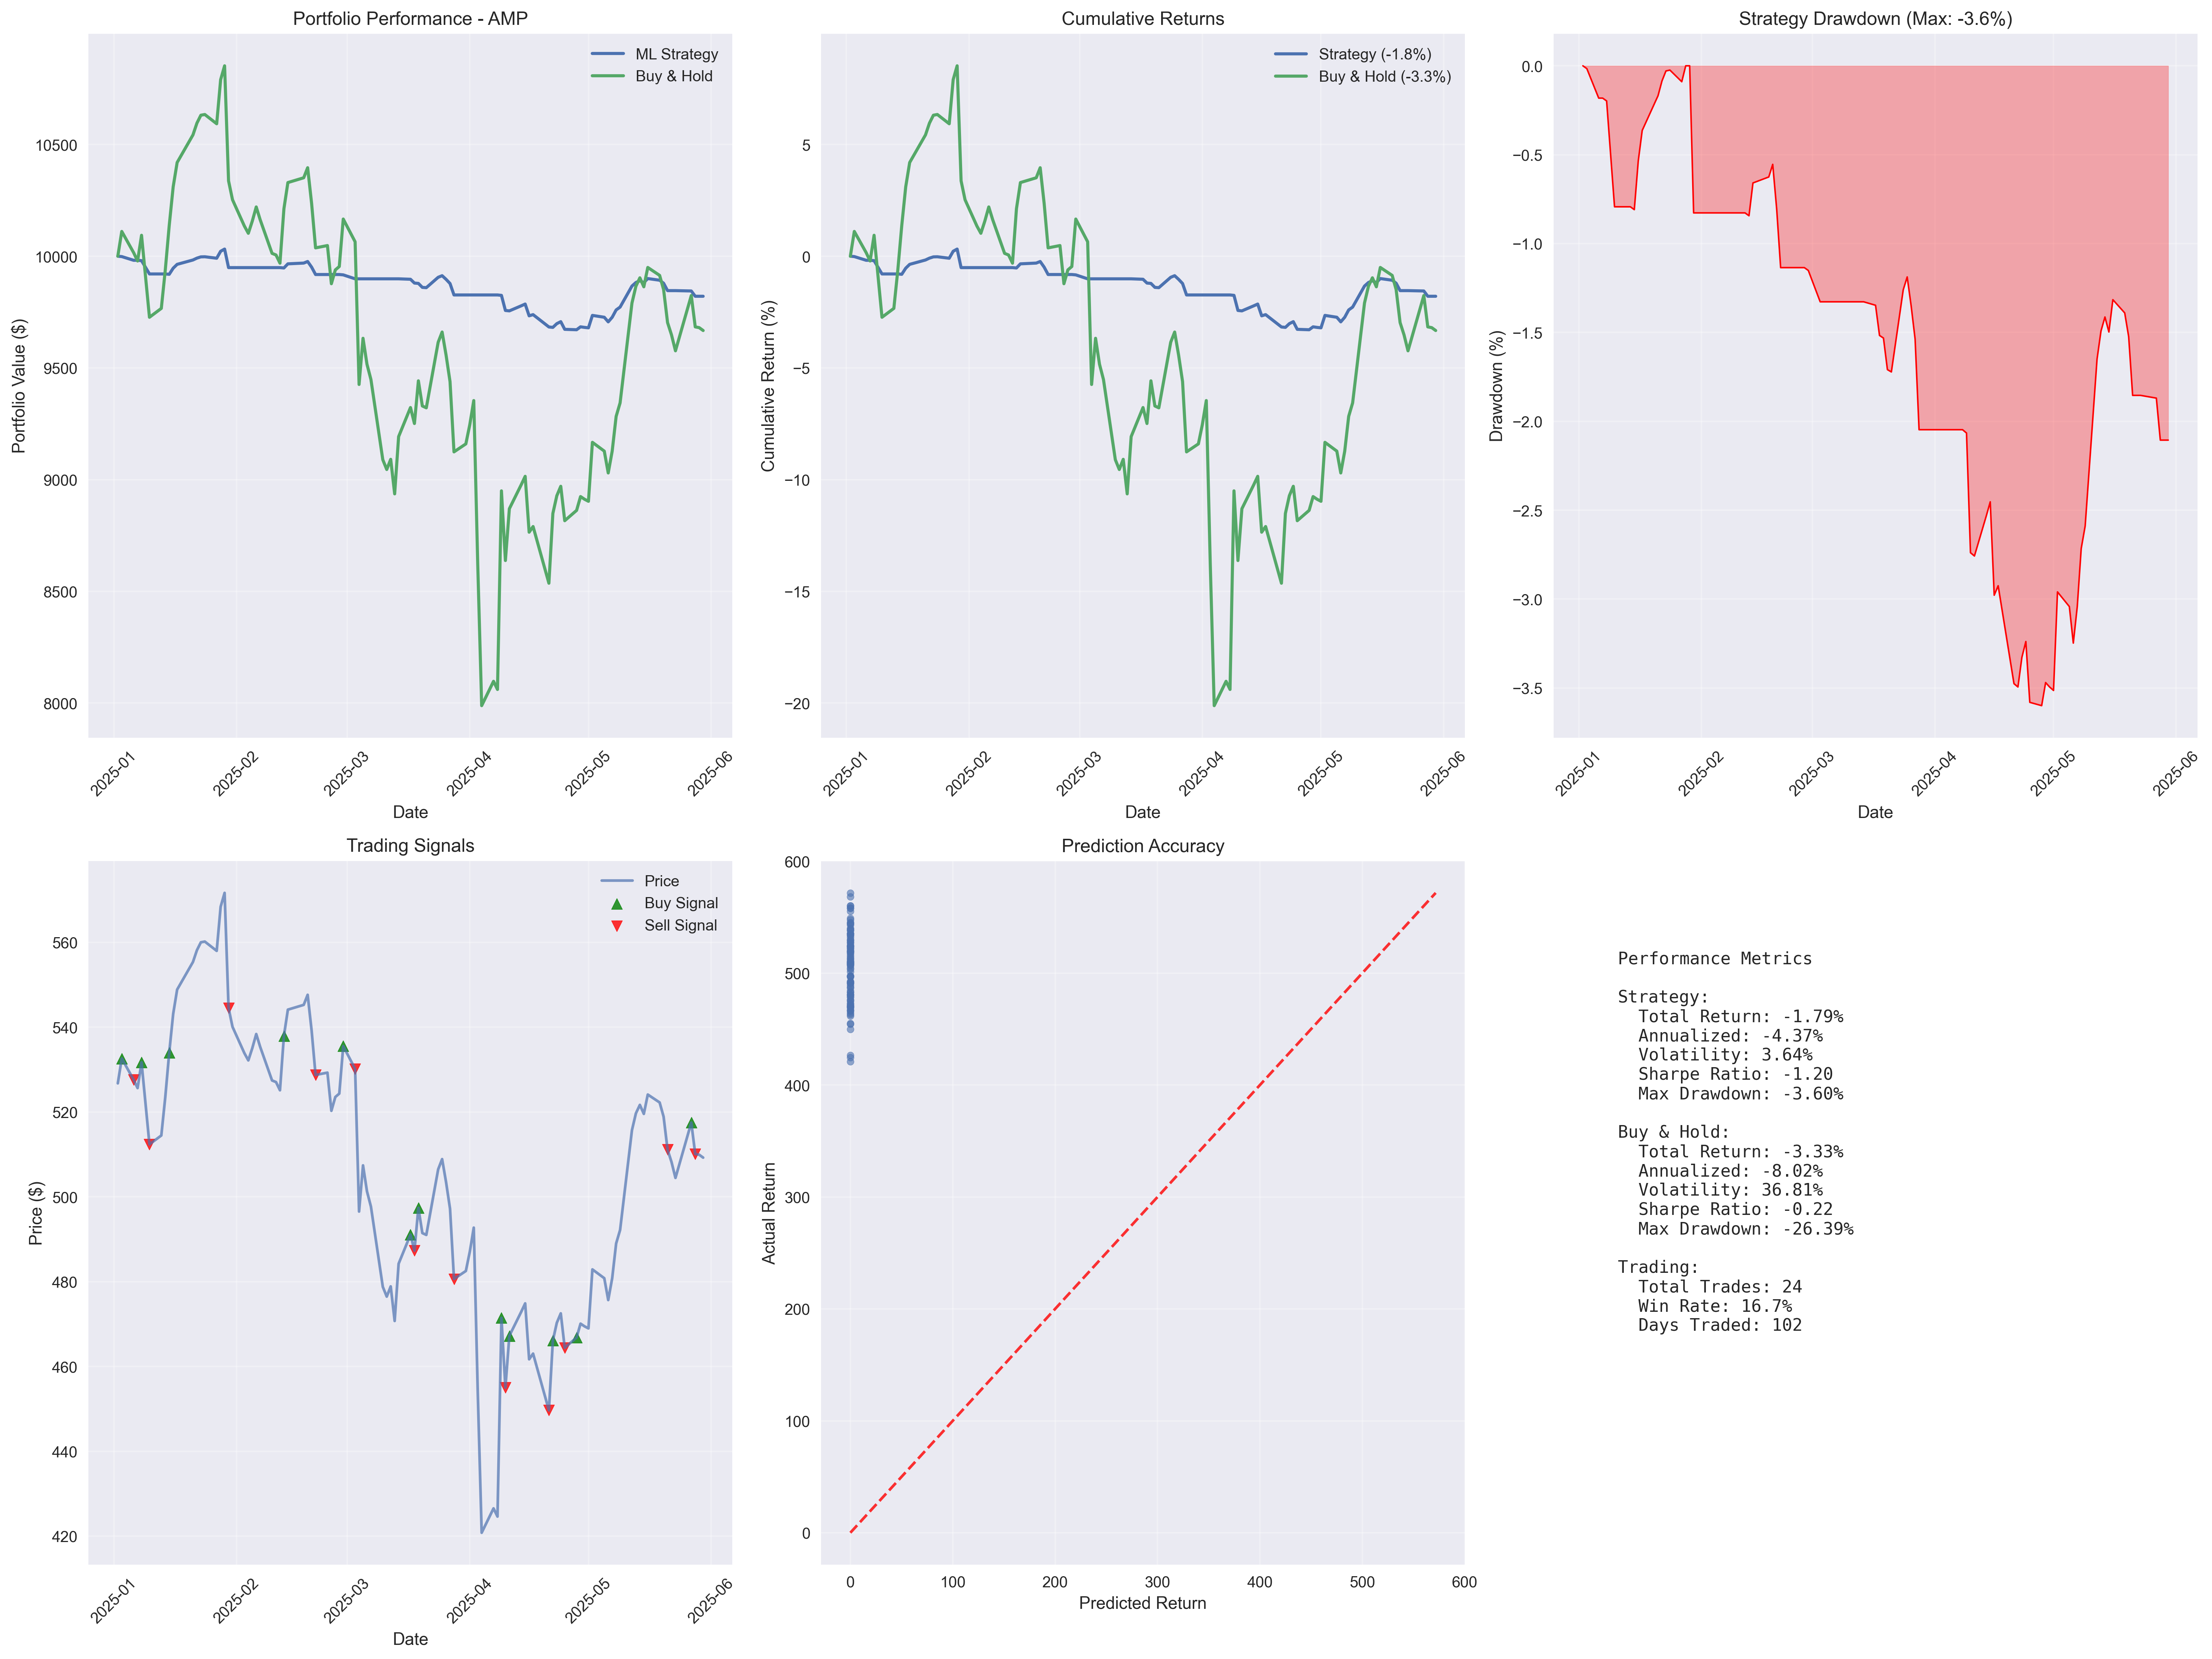 Portfolio Performance - AMP
ML Strategy
Buy & Hold
10500
10000
9500
9000
8500
8000
Portfolio Value ($)
2025-01
2025-02
2025-03
2025-04
2025-05
2025-06
Date
Cumulative Returns
Strategy (-1.8%)
Buy & Hold (-3.3%)
5
0
−5
−10
−15
−20
Cumulative Return (%)
2025-01
2025-02
2025-03
2025-04
2025-05
2025-06
Date
Strategy Drawdown (Max: -3.6%)
0.0
−0.5
−1.0
−1.5
−2.0
−2.5
−3.0
−3.5
Drawdown (%)
2025-01
2025-02
2025-03
2025-04
2025-05
2025-06
Date
Trading Signals
Price
Buy Signal
Sell Signal
560
540
520
500
480
460
440
420
Price ($)
2025-01
2025-02
2025-03
2025-04
2025-05
2025-06
Date
Prediction Accuracy
600
500
400
300
200
100
0
Actual Return
0
100
200
300
400
500
600
Predicted Return
Performance Metrics
Strategy:
Total Return: -1.79%
Annualized: -4.37%
Volatility: 3.64%
Sharpe Ratio: -1.20
Max Drawdown: -3.60%
Buy & Hold:
Total Return: -3.33%
Annualized: -8.02%
Volatility: 36.81%
Sharpe Ratio: -0.22
Max Drawdown: -26.39%
Trading:
Total Trades: 24
Win Rate: 16.7%
Days Traded: 102